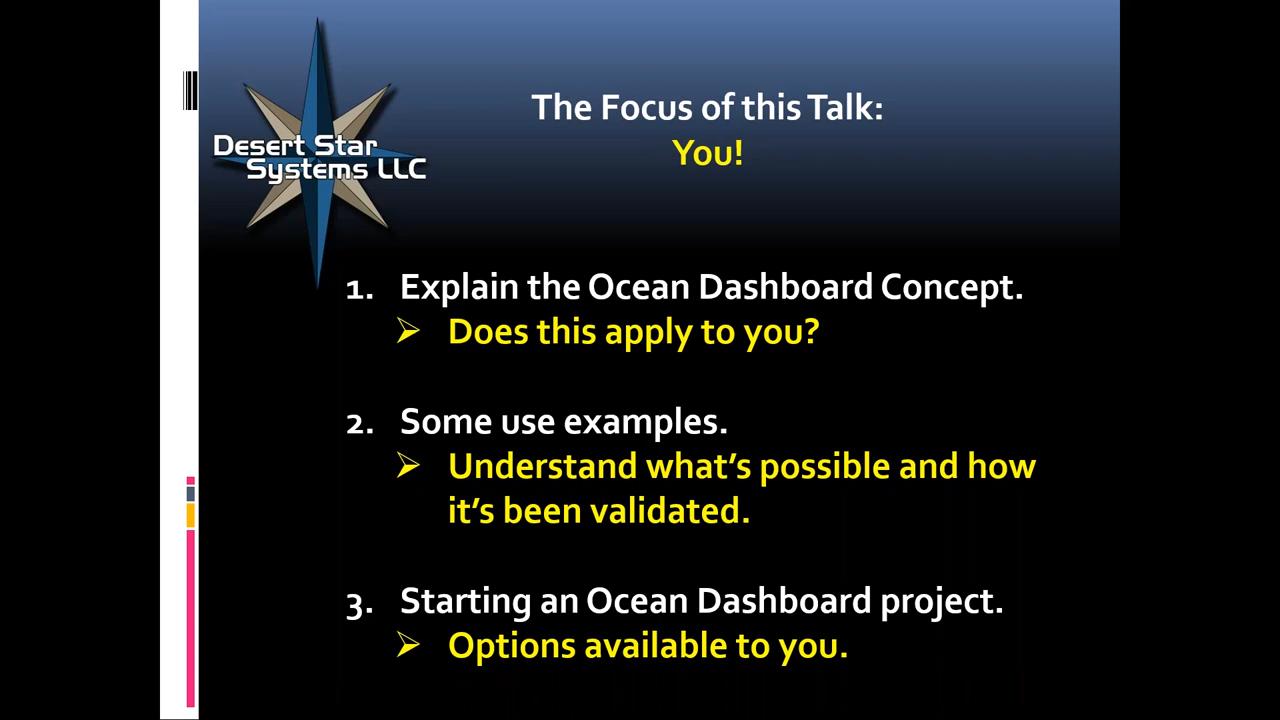 Desert Star
Systems LLC
The Focus of this Talk:
You!
1. Explain the Ocean Dashboard Concept.
Does this apply to you?
2. Some use examples.
Understand what's possible and how
it's been validated.
3. Starting an Ocean Dashboard project.
Options available to you.